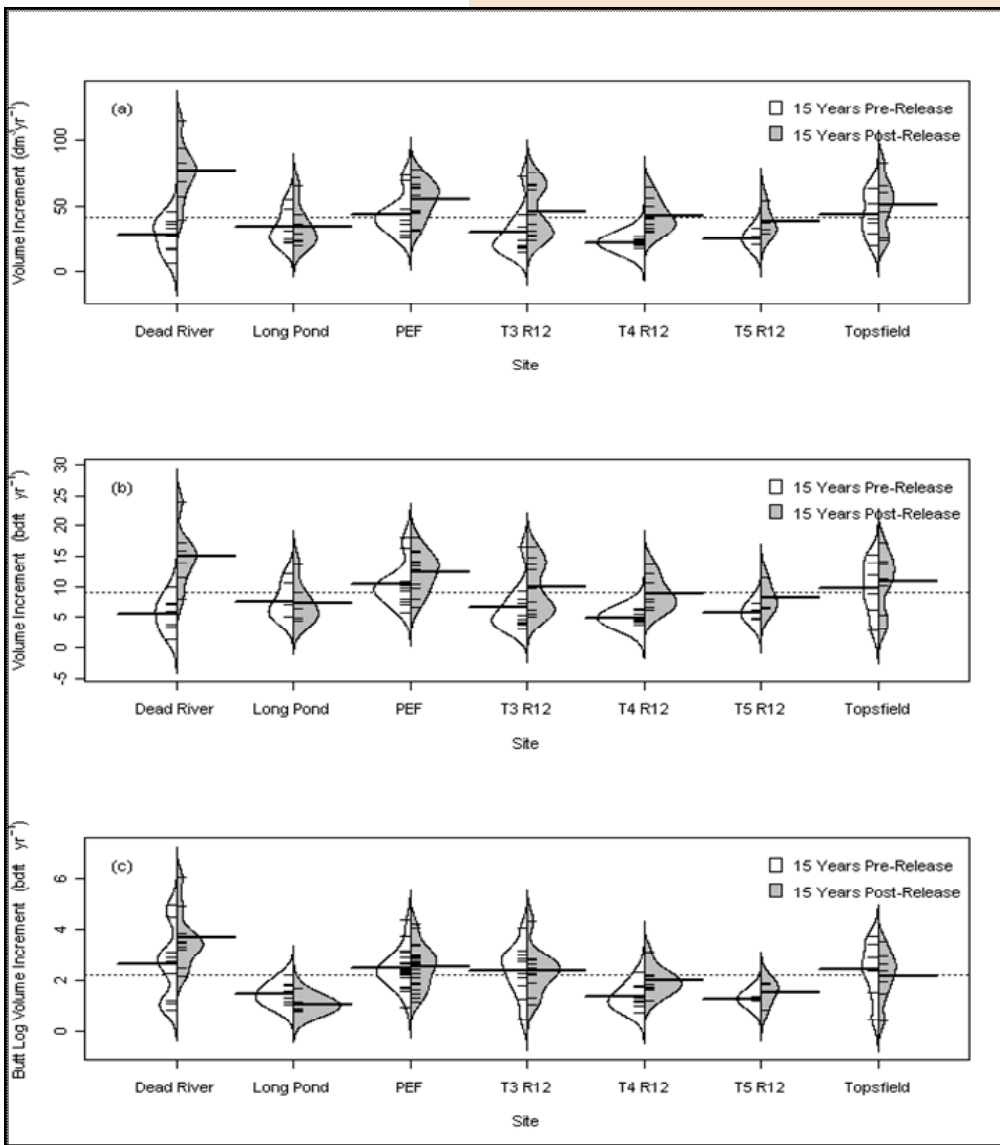 (a)
15 Years Pre-Release
15 Years Post-Release
Volume Increment (dm³yr⁻¹)
100
50
0
Dead River Long Pond PEF T3 R12 T4 R12 T5 R12 Topsfield
Site
(b)
15 Years Pre-Release
15 Years Post-Release
Volume Increment (bdft yr⁻¹)
30
25
20
15
10
5
0
-5
Dead River Long Pond PEF T3 R12 T4 R12 T5 R12 Topsfield
Site
(c)
15 Years Pre-Release
15 Years Post-Release
Butt Log Volume Increment (bdft yr⁻¹)
6
4
2
0
Dead River Long Pond PEF T3 R12 T4 R12 T5 R12 Topsfield
Site